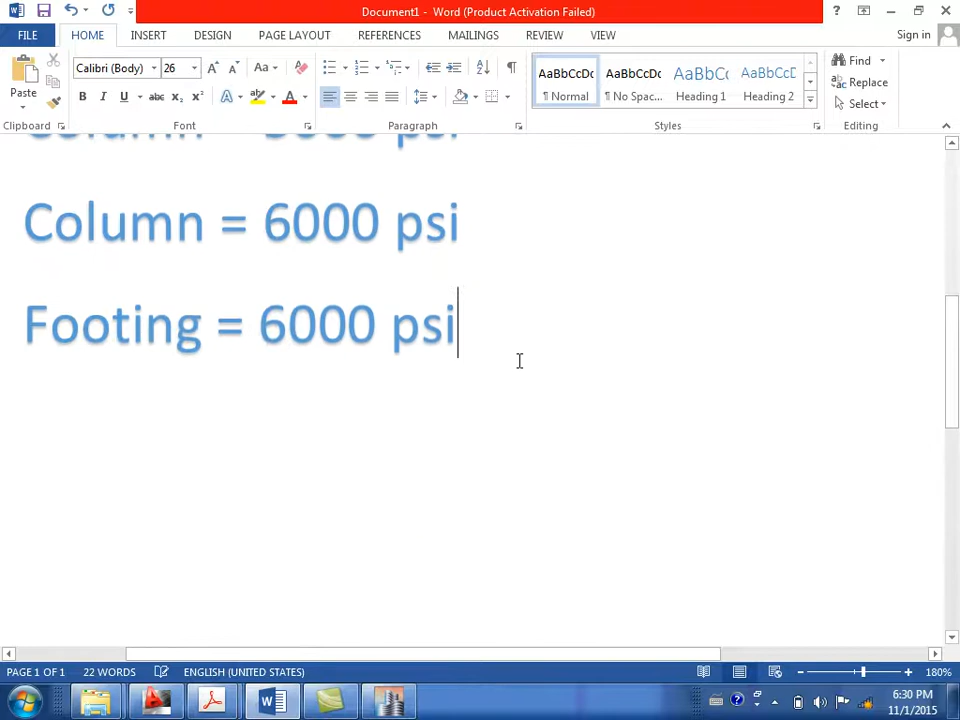 Document1 - Word (Product Activation Failed)
FILE HOME INSERT DESIGN PAGE LAYOUT REFERENCES MAILINGS REVIEW VIEW Sign in
Paste
Calibri (Body) 26
AaBbCcDc AaBbCcDc AaBbC AaBbCcD
¶ Normal ¶ No Spac... Heading 1 Heading 2
Find
Replace
Select
Clipboard Font Paragraph Styles Editing
Column = 6000 psi
Footing = 6000 psi
PAGE 1 OF 1 22 WORDS ENGLISH (UNITED STATES) 180%
6:30 PM
11/1/2015